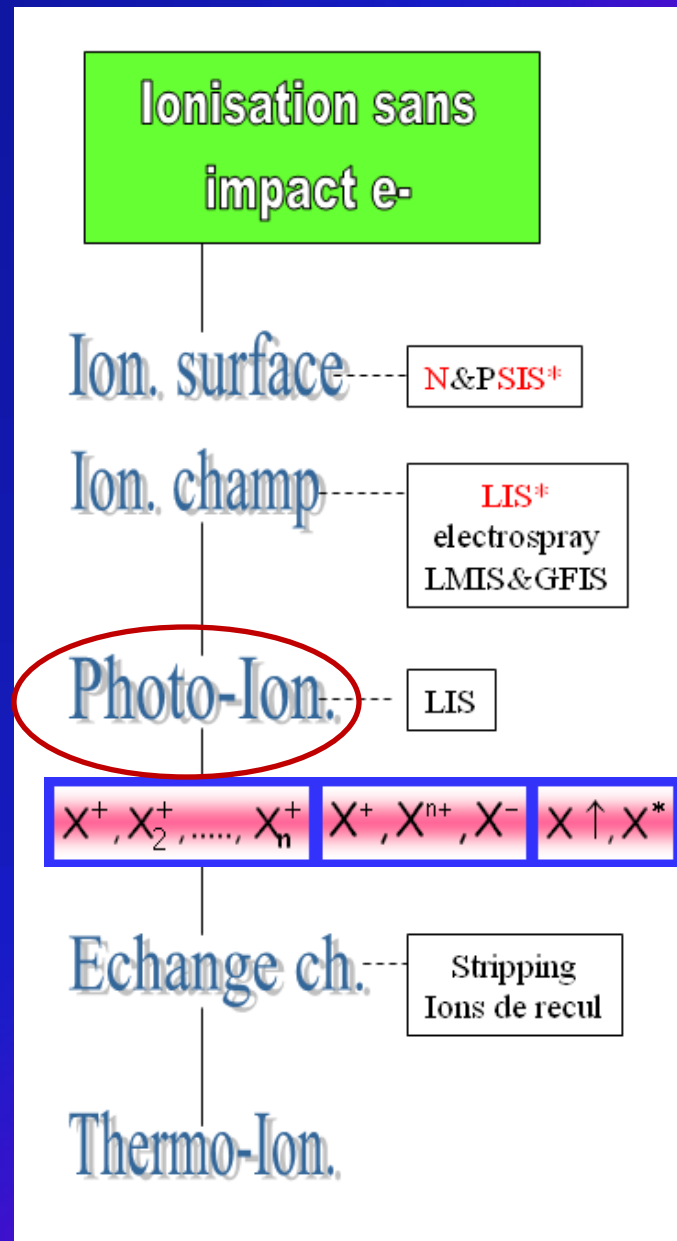 Ionisation sans
impact e-
Ion. surface
N&PSIS*
Ion. champ
LIS*
electrospray
LMIS&GFIS
Photo-Ion.
LIS
X⁺, X₂⁺, ....., Xₙ⁺
X⁺, Xⁿ⁺, X⁻
X ↑, X*
Echange ch.
Stripping
Ions de recul
Thermo-Ion.